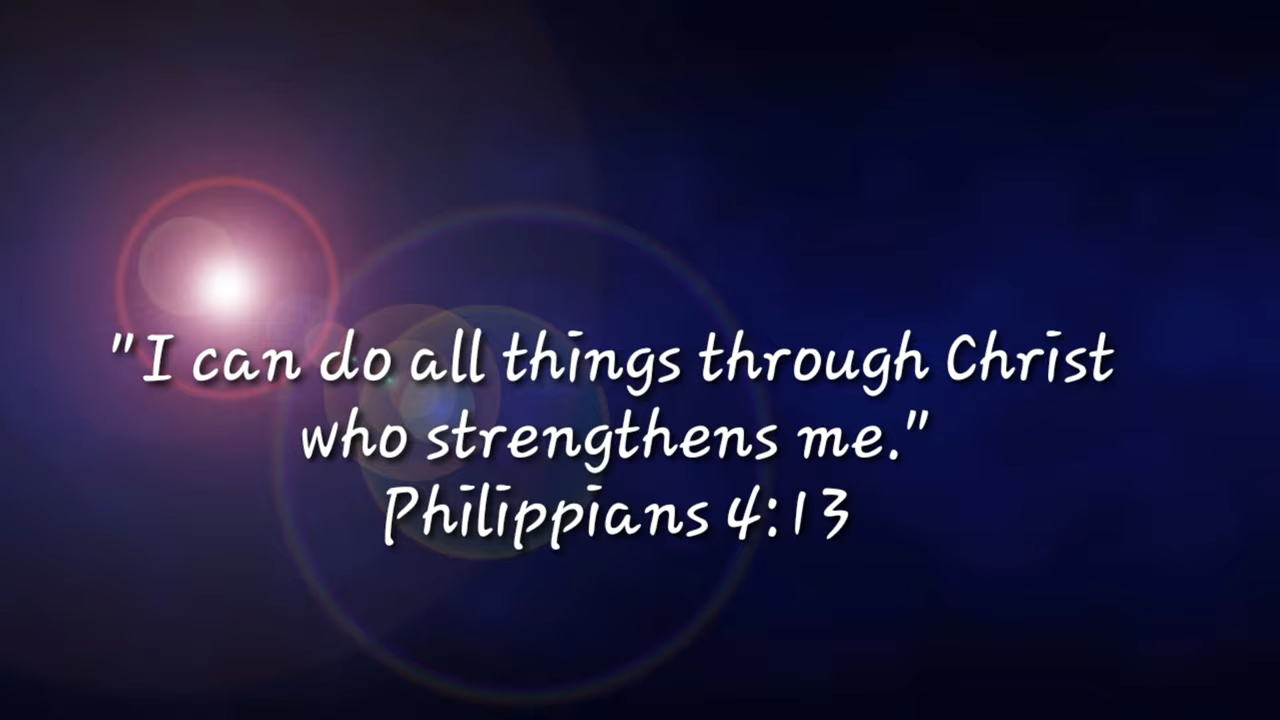 "I can do all things through Christ
who strengthens me."
Philippians 4:13